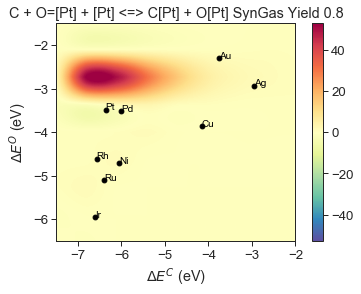 C + O=[Pt] + [Pt] <=> C[Pt] + O[Pt] SynGas Yield 0.8
−2
−3
−4
−5
−6
ΔE^O (eV)
Au
Ag
Pt
Pd
Cu
Rh
Ni
Ru
Ir
−7
−6
−5
−4
−3
−2
ΔE^C (eV)
40
20
0
−20
−40